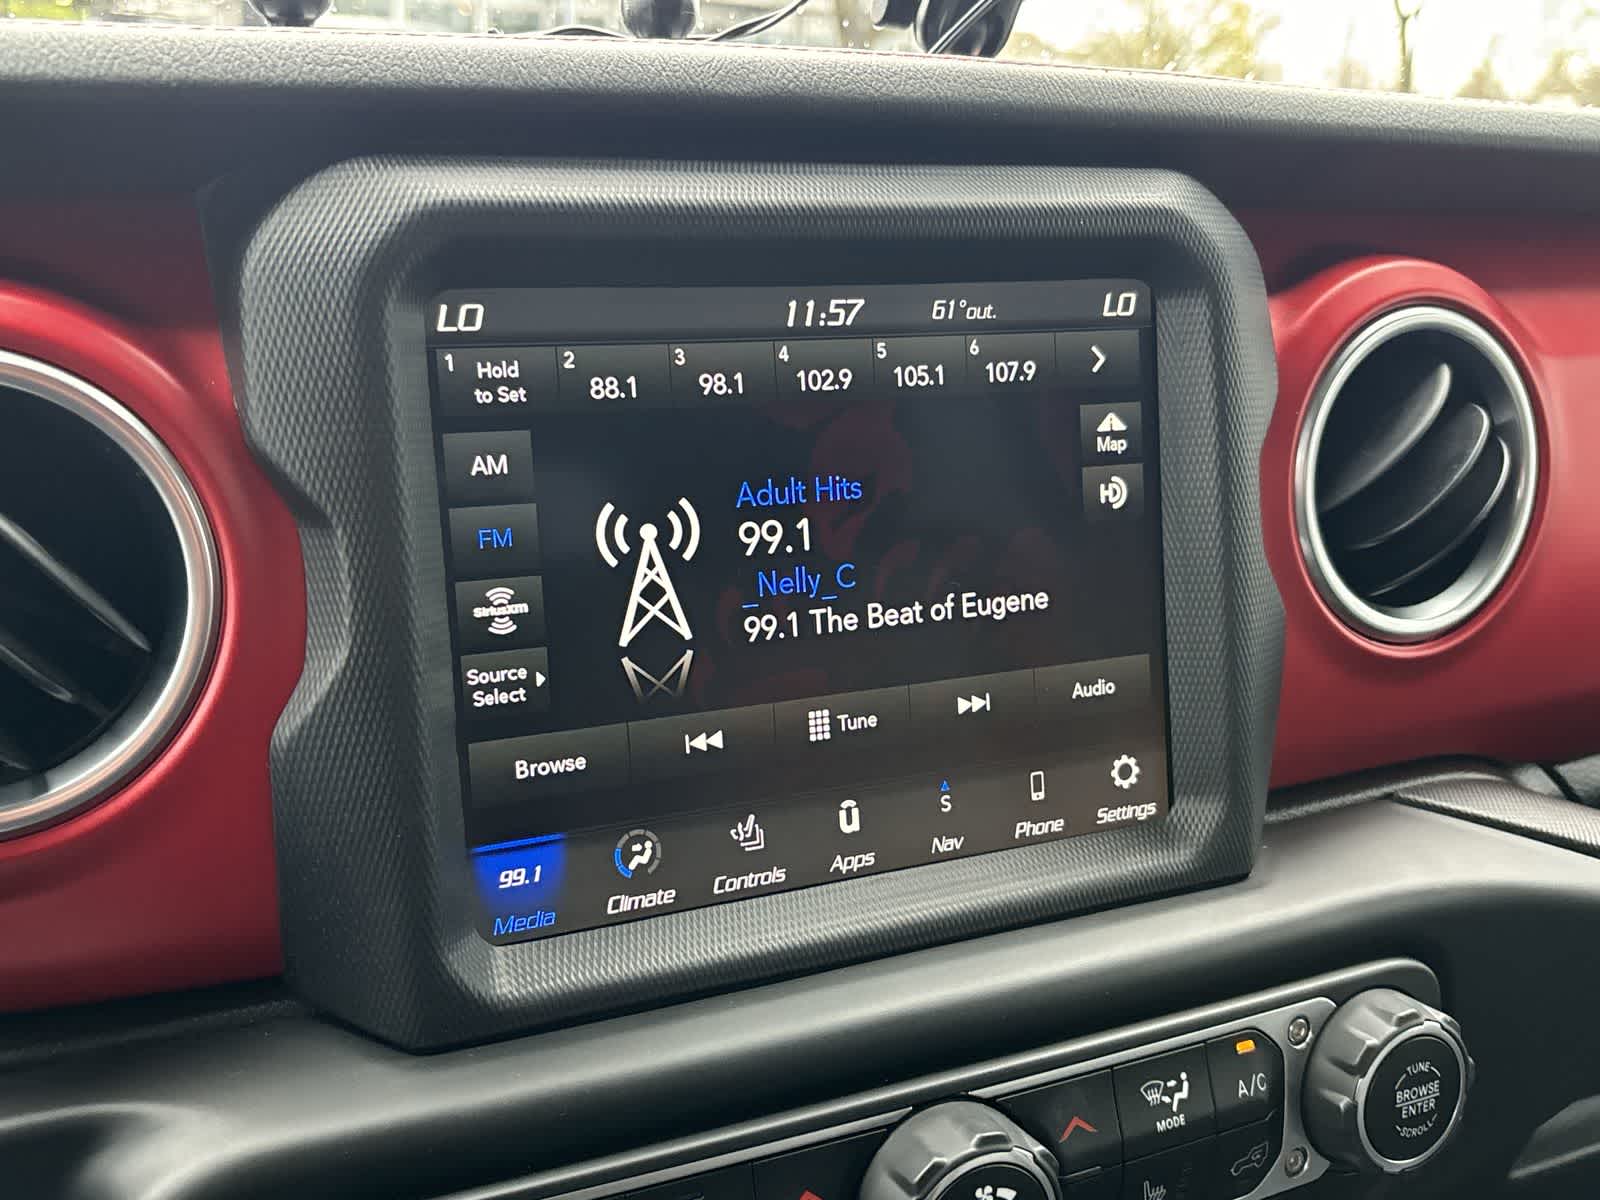 LO 11:57 61°out. LO
1 Hold to Set
2 88.1
3 98.1
4 102.9
5 105.1
6 107.9
AM
FM
SiriusXM
Source Select
Map
HD
Adult Hits
99.1
_Nelly_C
99.1 The Beat of Eugene
Browse
Tune
Audio
99.1
Media
Climate
Controls
Apps
S
Nav
Phone
Settings
MODE
A/C
TUNE
BROWSE
ENTER
SCROLL